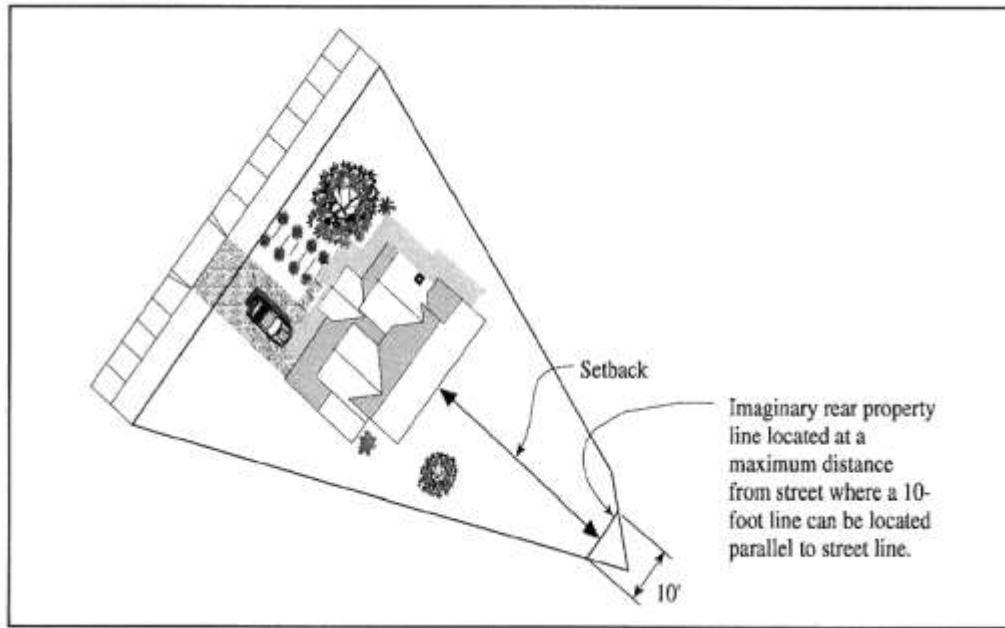 Setback
Imaginary rear property
line located at a
maximum distance
from street where a 10-
foot line can be located
parallel to street line.
10'